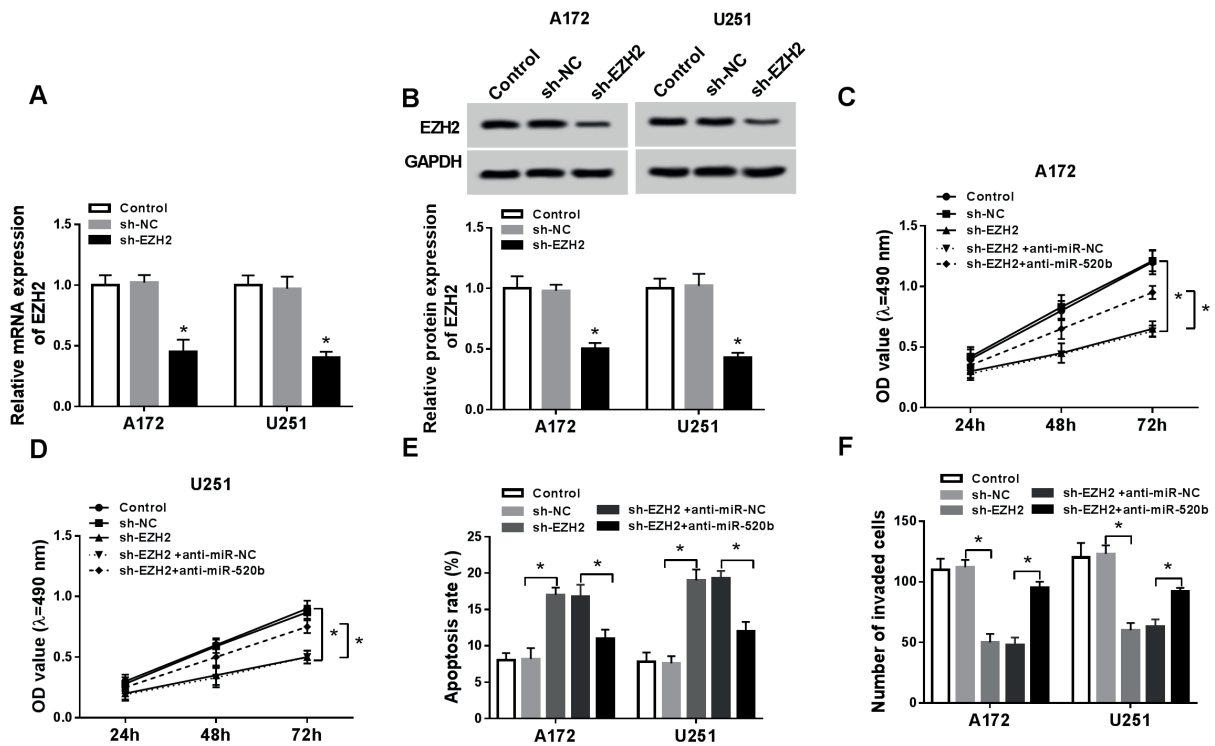 A
Relative mRNA expression
of EZH2
Control
sh-NC
sh-EZH2
1.5
1.0
0.5
0.0
*
*
A172
U251
B
A172
U251
Control
sh-NC
sh-EZH2
Control
sh-NC
sh-EZH2
EZH2
GAPDH
Relative protein expression
of EZH2
Control
sh-NC
sh-EZH2
1.5
1.0
0.5
0.0
*
*
A172
U251
C
A172
Control
sh-NC
sh-EZH2
sh-EZH2 +anti-miR-NC
sh-EZH2+anti-miR-520b
OD value (λ=490 nm)
1.5
1.0
0.5
0.0
*
*
24h
48h
72h
D
U251
Control
sh-NC
sh-EZH2
sh-EZH2 +anti-miR-NC
sh-EZH2+anti-miR-520b
OD value (λ=490 nm)
1.5
1.0
0.5
0.0
*
*
24h
48h
72h
E
Control
sh-NC
sh-EZH2
sh-EZH2 +anti-miR-NC
sh-EZH2+anti-miR-520b
Apoptosis rate (%)
25
20
15
10
5
0
*
*
*
*
A172
U251
F
Control
sh-NC
sh-EZH2
sh-EZH2 +anti-miR-NC
sh-EZH2+anti-miR-520b
Number of invaded cells
150
100
50
0
*
*
*
*
A172
U251